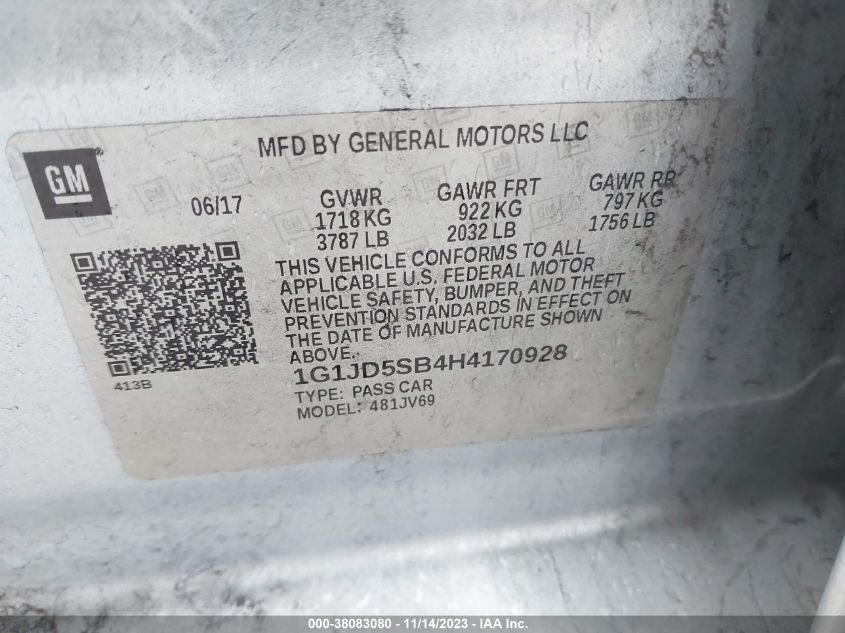 MFD BY GENERAL MOTORS LLC
GM
06/17
GVWR GAWR FRT GAWR RR
1718 KG 922 KG 797 KG
3787 LB 2032 LB 1756 LB
THIS VEHICLE CONFORMS TO ALL
APPLICABLE U.S. FEDERAL MOTOR
VEHICLE SAFETY, BUMPER, AND THEFT
PREVENTION STANDARDS IN EFFECT ON
THE DATE OF MANUFACTURE SHOWN
ABOVE.
413B
1G1JD5SB4H4170928
TYPE: PASS CAR
MODEL: 481JV69
000-38083080 - 11/14/2023 - IAA Inc.